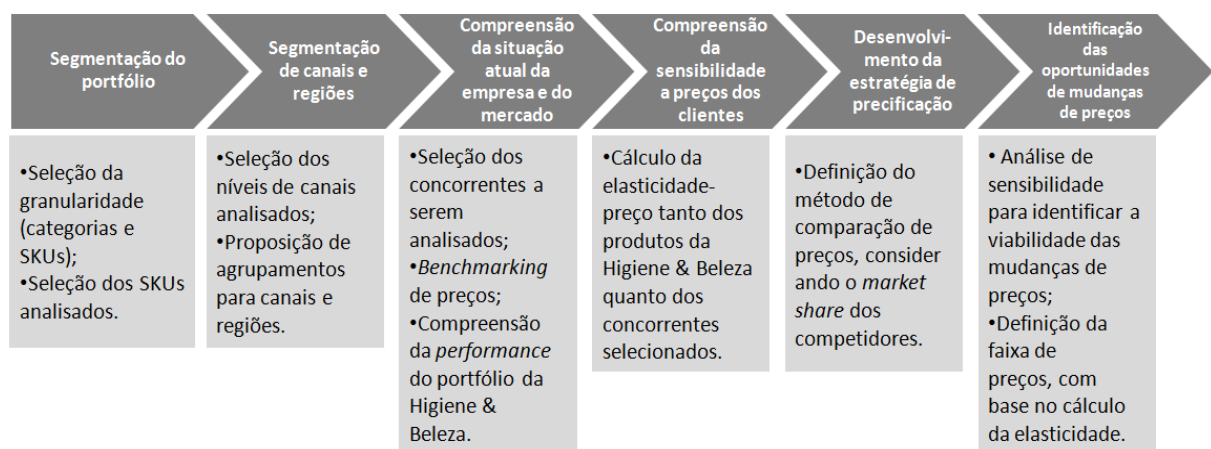 Segmentação do
portfólio
Segmentação
de canais e
regiões
Compreensão
da situação
atual da
empresa e do
mercado
Compreensão
da
sensibilidade
a preços dos
clientes
Desenvolvi-
mento da
estratégia de
precificação
Identificação
das
oportunidades
de mudanças
de preços
•Seleção da
granularidade
(categorias e
SKUs);
•Seleção dos SKUs
analisados.
•Seleção dos
níveis de canais
analisados;
•Proposição de
agrupamentos
para canais e
regiões.
•Seleção dos
concorrentes a
serem
analisados;
•Benchmarking
de preços;
•Compreensão
da performance
do portfólio da
Higiene &
Beleza.
•Cálculo da
elasticidade-
preço tanto dos
produtos da
Higiene & Beleza
quanto dos
concorrentes
selecionados.
•Definição do
método de
comparação de
preços, consider
ando o market
share dos
competidores.
• Análise de
sensibilidade
para identificar a
viabilidade das
mudanças de
preços;
•Definição da
faixa de
preços, com
base no cálculo
da elasticidade.